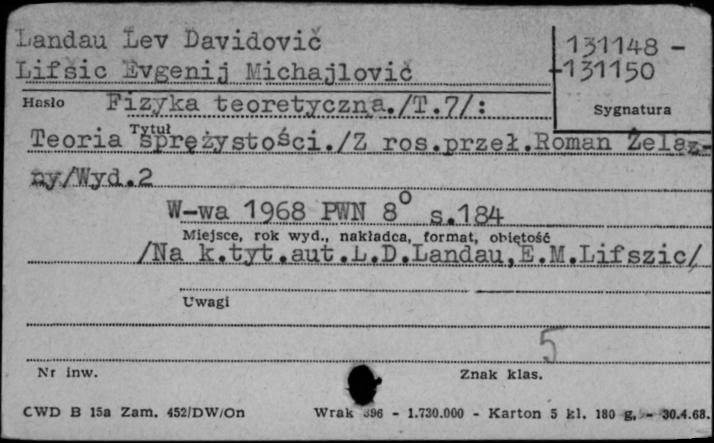 Landau Lev Davidovič
131148 -
Lifšic Evgenij Michajlovič
-131150
Hasło Fizyka teoretyczna./T.7/:
Sygnatura
Tytuł
Teoria sprężystości./Z ros.przeł.Roman Żelaz-
ny/Wyd.2
W-wa 1968 PWN 8° s.184
Miejsce, rok wyd., nakładca, format, objętość
/Na k.tyt.aut.L.D.Landau,E.M.Lifszic/
Uwagi
5
Nr inw.
Znak klas.
CWD B 15a Zam. 452/DW/On Wrak - 1.730.000 - Karton 5 kl. 180 g. - 30.4.68.